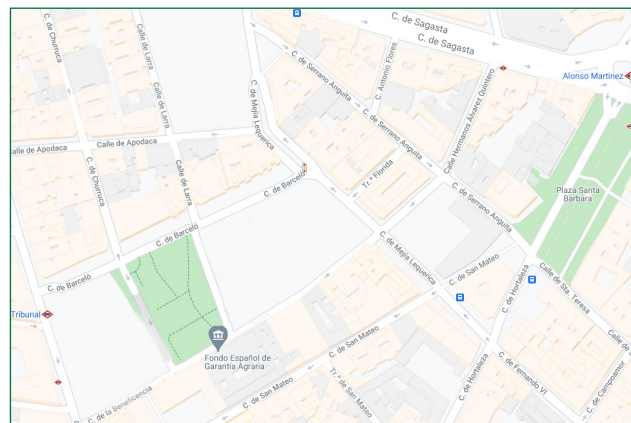 C. de Sagasta
C. de Sagasta
C. de Churruca
Calle de Larra
C. de Mejía Lequerica
C. de Serrano Anguita
C. Antonio Flores
Calle Hermanos Álvarez Quintero
Alonso Martínez
Calle de Larra
C. de Serrano Anguita
Calle de Apodaca
Calle de Apodaca
C. de Churruca
Calle de Larra
C. de Barceló
Trª Florida
Plaza Santa
Bárbara
C. de Serrano Anguita
C. de Barceló
C. de Mejía Lequerica
C. de San Mateo
C. de Hortaleza
Calle de Sta. Teresa
C. de Barceló
Tribunal
Fondo Español de
Garantía Agraria
C. de San Mateo
C. de Hortaleza
C. de Fernando VI
Calle de
C. de Campoamor
C. de la Beneficencia
C. de San Mateo
Trª de San Mateo